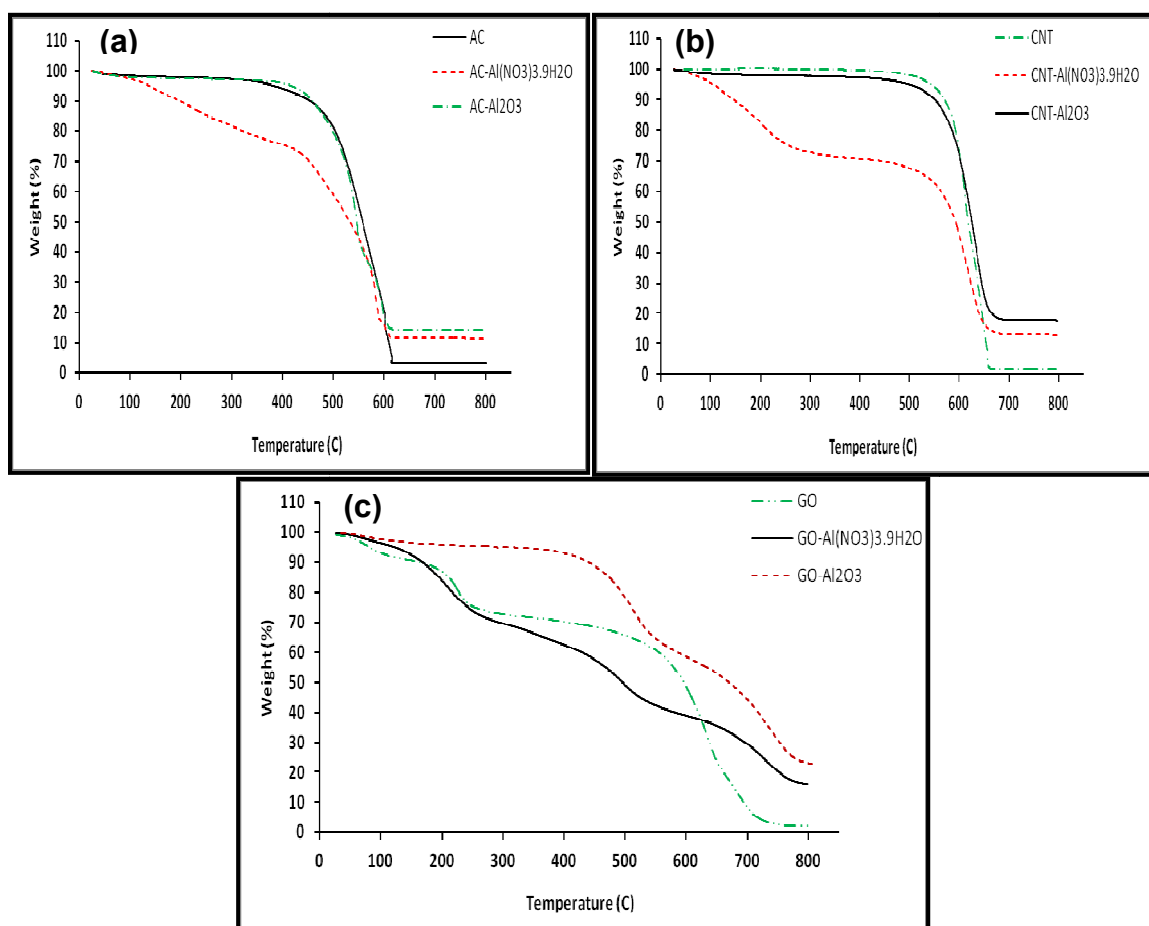 (a)
AC
AC-Al(NO3)3.9H2O
AC-Al2O3
110
100
90
80
70
60
50
40
30
20
10
0
Weight (%)
0 100 200 300 400 500 600 700 800
Temperature (C)
(b)
CNT
CNT-Al(NO3)3.9H2O
CNT-Al2O3
110
100
90
80
70
60
50
40
30
20
10
0
Weight (%)
0 100 200 300 400 500 600 700 800
Temperature (C)
(c)
GO
GO-Al(NO3)3.9H2O
GO-Al2O3
110
100
90
80
70
60
50
40
30
20
10
0
Weight (%)
0 100 200 300 400 500 600 700 800
Temperature (C)